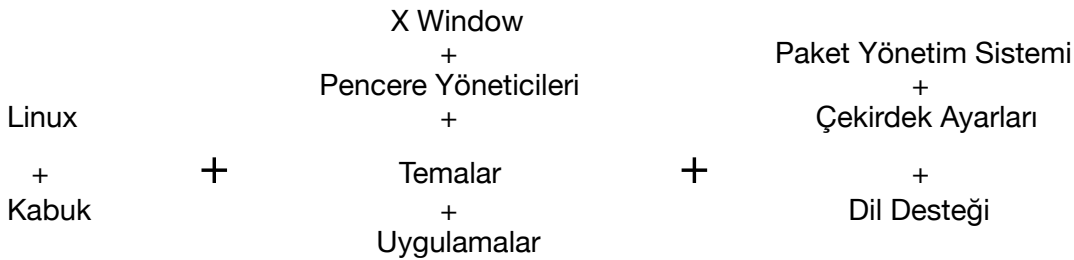 Linux
+
Kabuk
+
X Window
+
Pencere Yöneticileri
+
Temalar
+
Uygulamalar
+
Paket Yönetim Sistemi
+
Çekirdek Ayarları
+
Dil Desteği